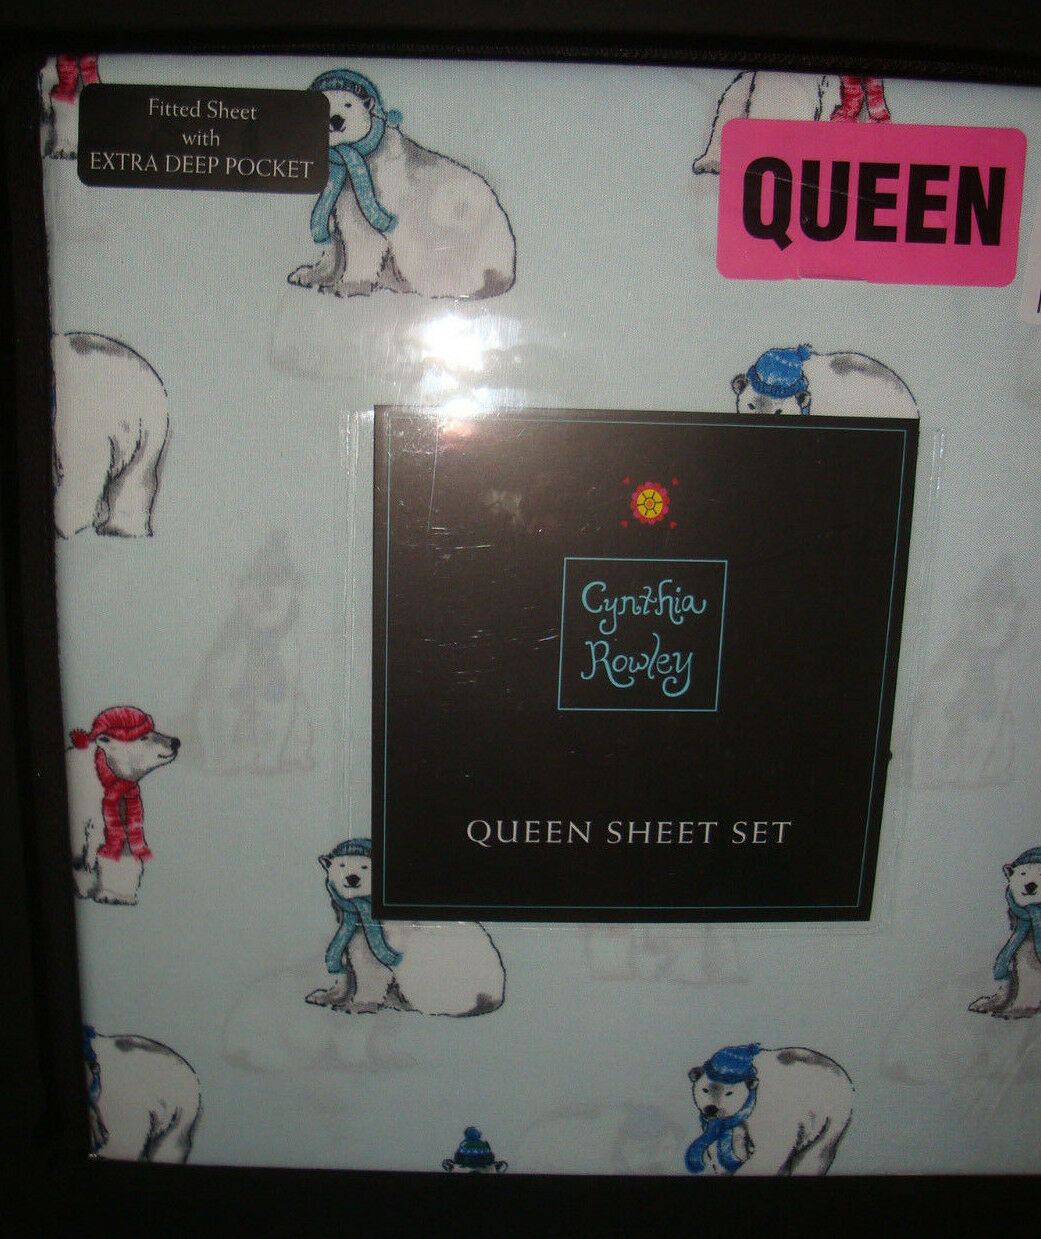 Fitted Sheet
with
EXTRA DEEP POCKET
QUEEN
Cynthia
Rowley
QUEEN SHEET SET